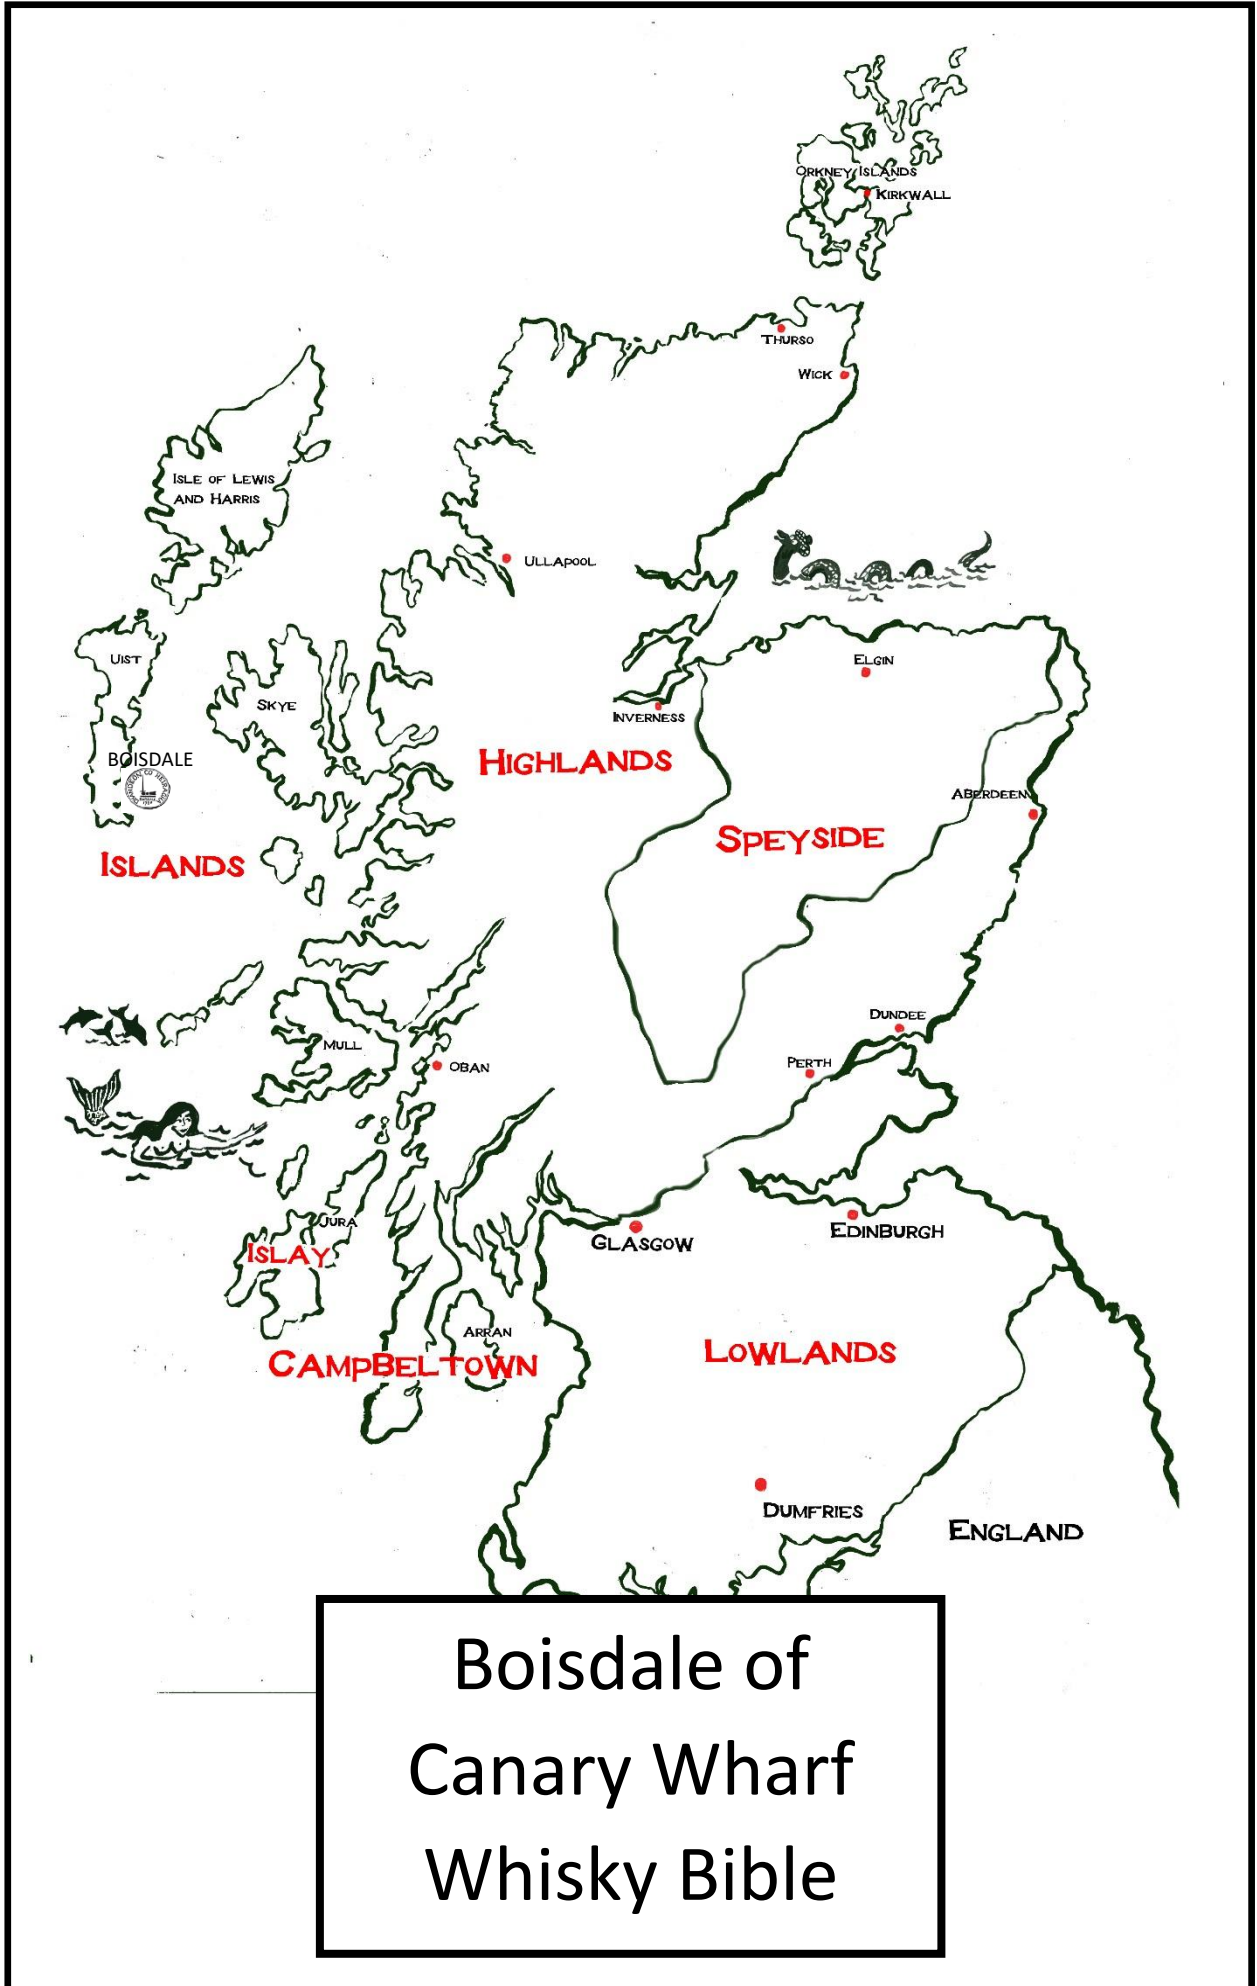 ORKNEY ISLANDS
KIRKWALL
THURSO
WICK
ISLE OF LEWIS
AND HARRIS
ULLAPOOL
UIST
ELGIN
SKYE
INVERNESS
HIGHLANDS
BOISDALE
ABERDEEN
SPEYSIDE
ISLANDS
DUNDEE
MULL
PERTH
OBAN
JURA
EDINBURGH
GLASGOW
ISLAY
ARRAN
LOWLANDS
CAMPBELTOWN
DUMFRIES
ENGLAND
Boisdale of
Canary Wharf
Whisky Bible